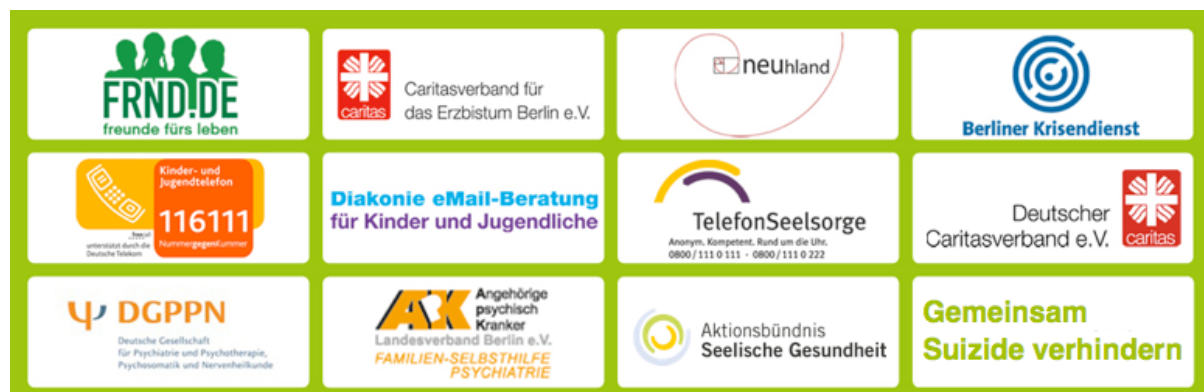 FRND.DE
freunde fürs leben
caritas
Caritasverband für
das Erzbistum Berlin e.V.
neuhland
Berliner Krisendienst
Kinder- und
Jugendtelefon
116111
NummergegenKummer
unterstützt durch die
Deutsche Telekom
Diakonie eMail-Beratung
für Kinder und Jugendliche
TelefonSeelsorge
Anonym. Kompetent. Rund um die Uhr.
0800/111 0 111 · 0800/111 0 222
Deutscher
Caritasverband e.V.
caritas
DGPPN
Deutsche Gesellschaft
für Psychiatrie und Psychotherapie,
Psychosomatik und Nervenheilkunde
Angehörige
psychisch
Kranker
Landesverband Berlin e.V.
FAMILIEN-SELBSTHILFE
PSYCHIATRIE
Aktionsbündnis
Seelische Gesundheit
Gemeinsam
Suizide verhindern